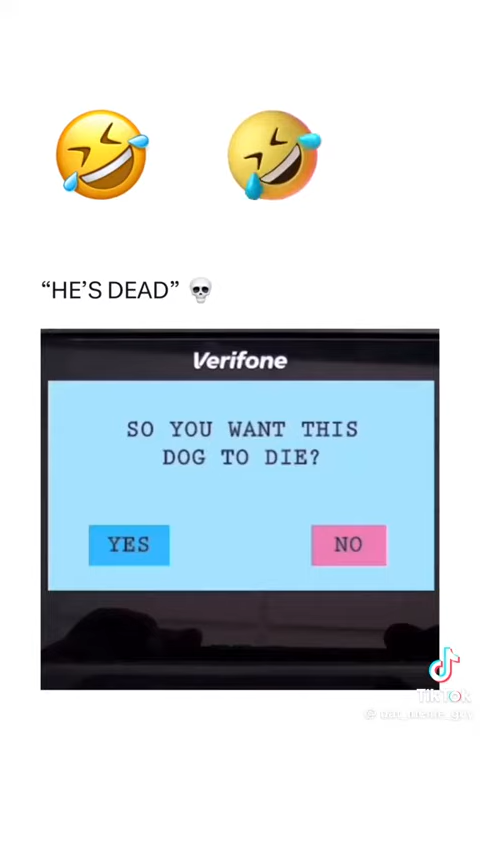 “HE’S DEAD” 💀
Verifone
SO YOU WANT THIS
DOG TO DIE?
YES
NO
TikTok